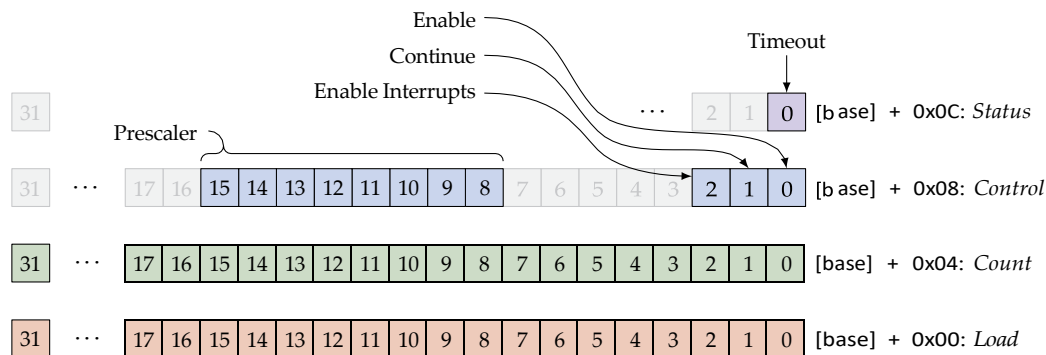 Enable
Continue
Timeout
Enable Interrupts
31 ··· 2 1 0 [base] + 0x0C: Status
Prescaler
31 ··· 17 16 15 14 13 12 11 10 9 8 7 6 5 4 3 2 1 0 [base] + 0x08: Control
31 ··· 17 16 15 14 13 12 11 10 9 8 7 6 5 4 3 2 1 0 [base] + 0x04: Count
31 ··· 17 16 15 14 13 12 11 10 9 8 7 6 5 4 3 2 1 0 [base] + 0x00: Load